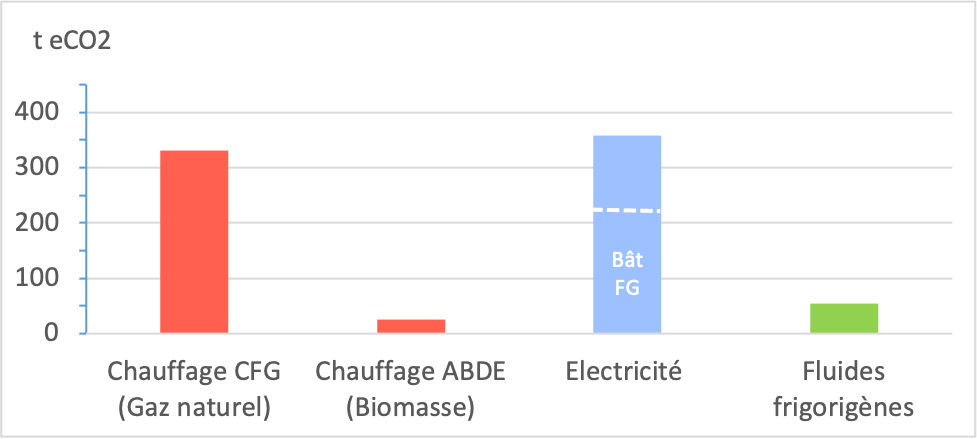 t eCO2
400
300
200
100
0
Bât
FG
Chauffage CFG
(Gaz naturel)
Chauffage ABDE
(Biomasse)
Electricité
Fluides
frigorigènes